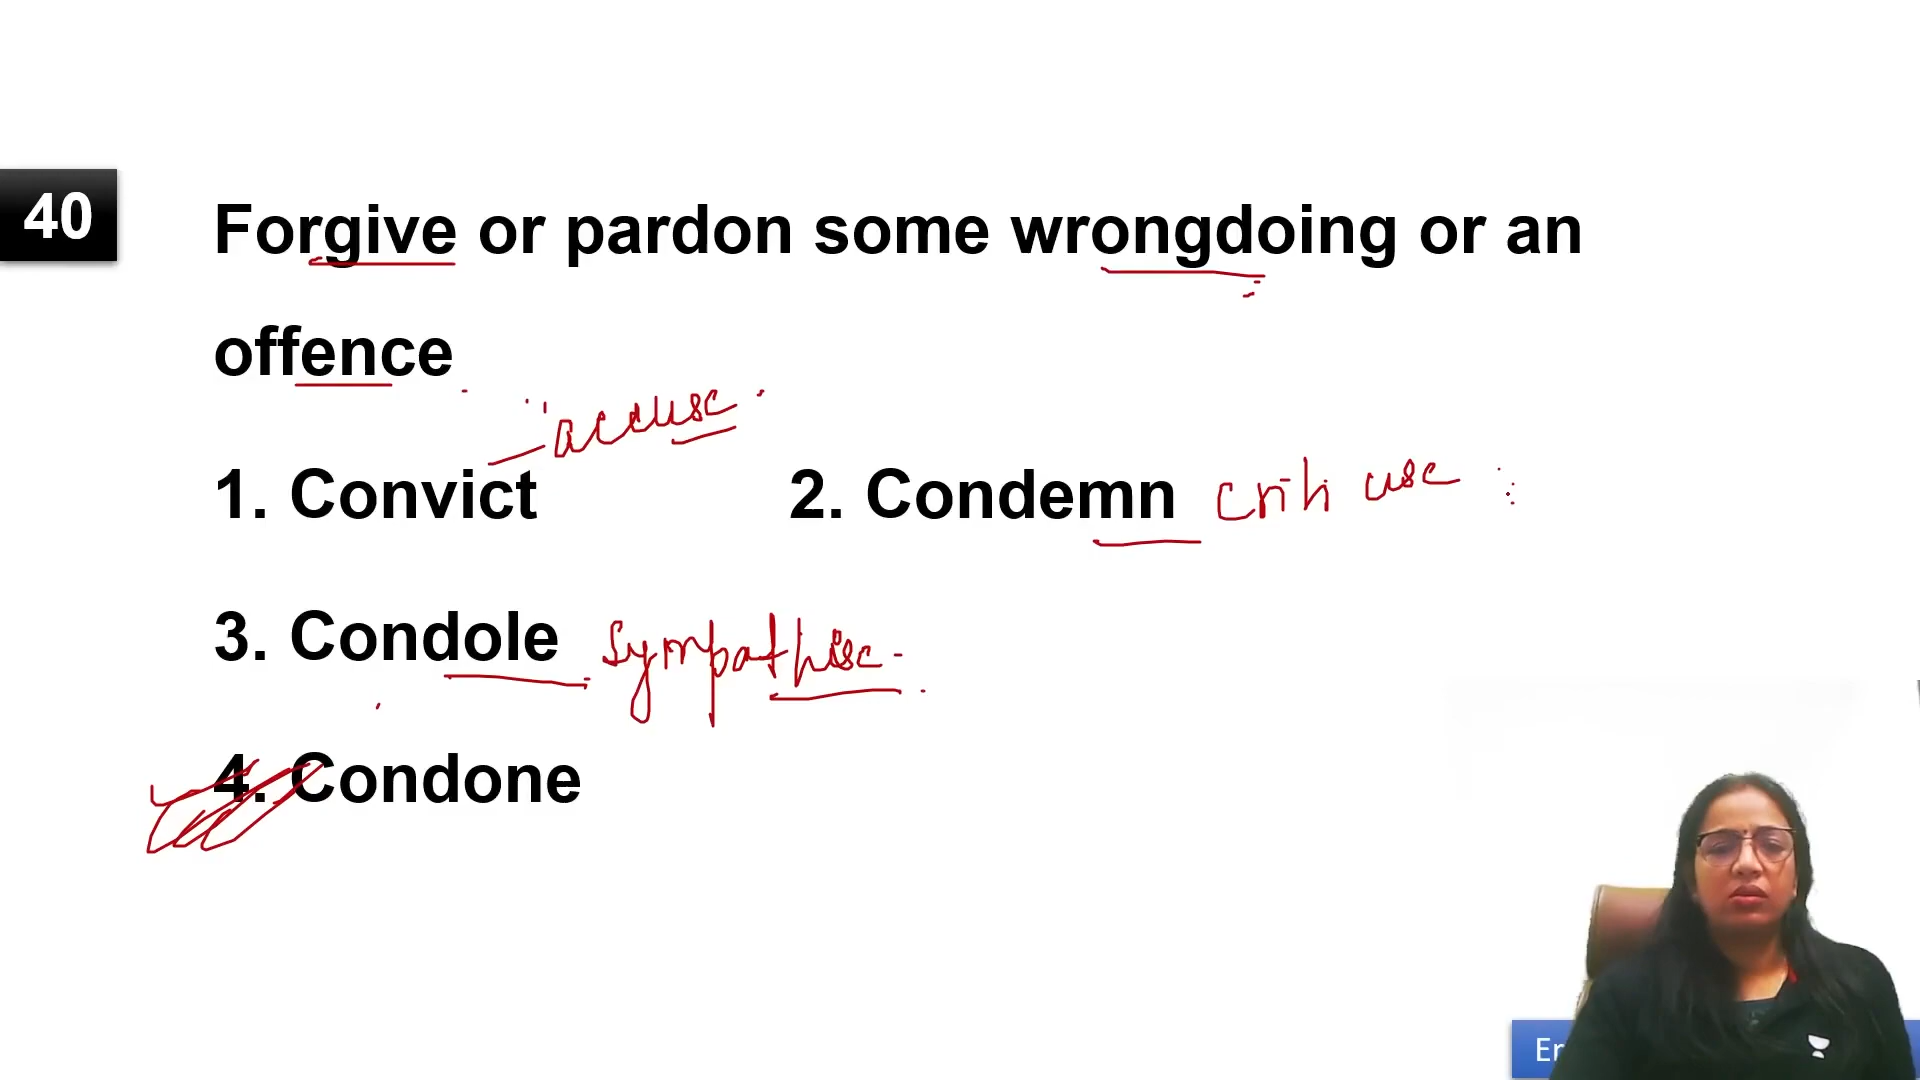 40
Forgive or pardon some wrongdoing or an
offence
accuse
1. Convict
2. Condemn criticise
3. Condole sympathise
4. Condone